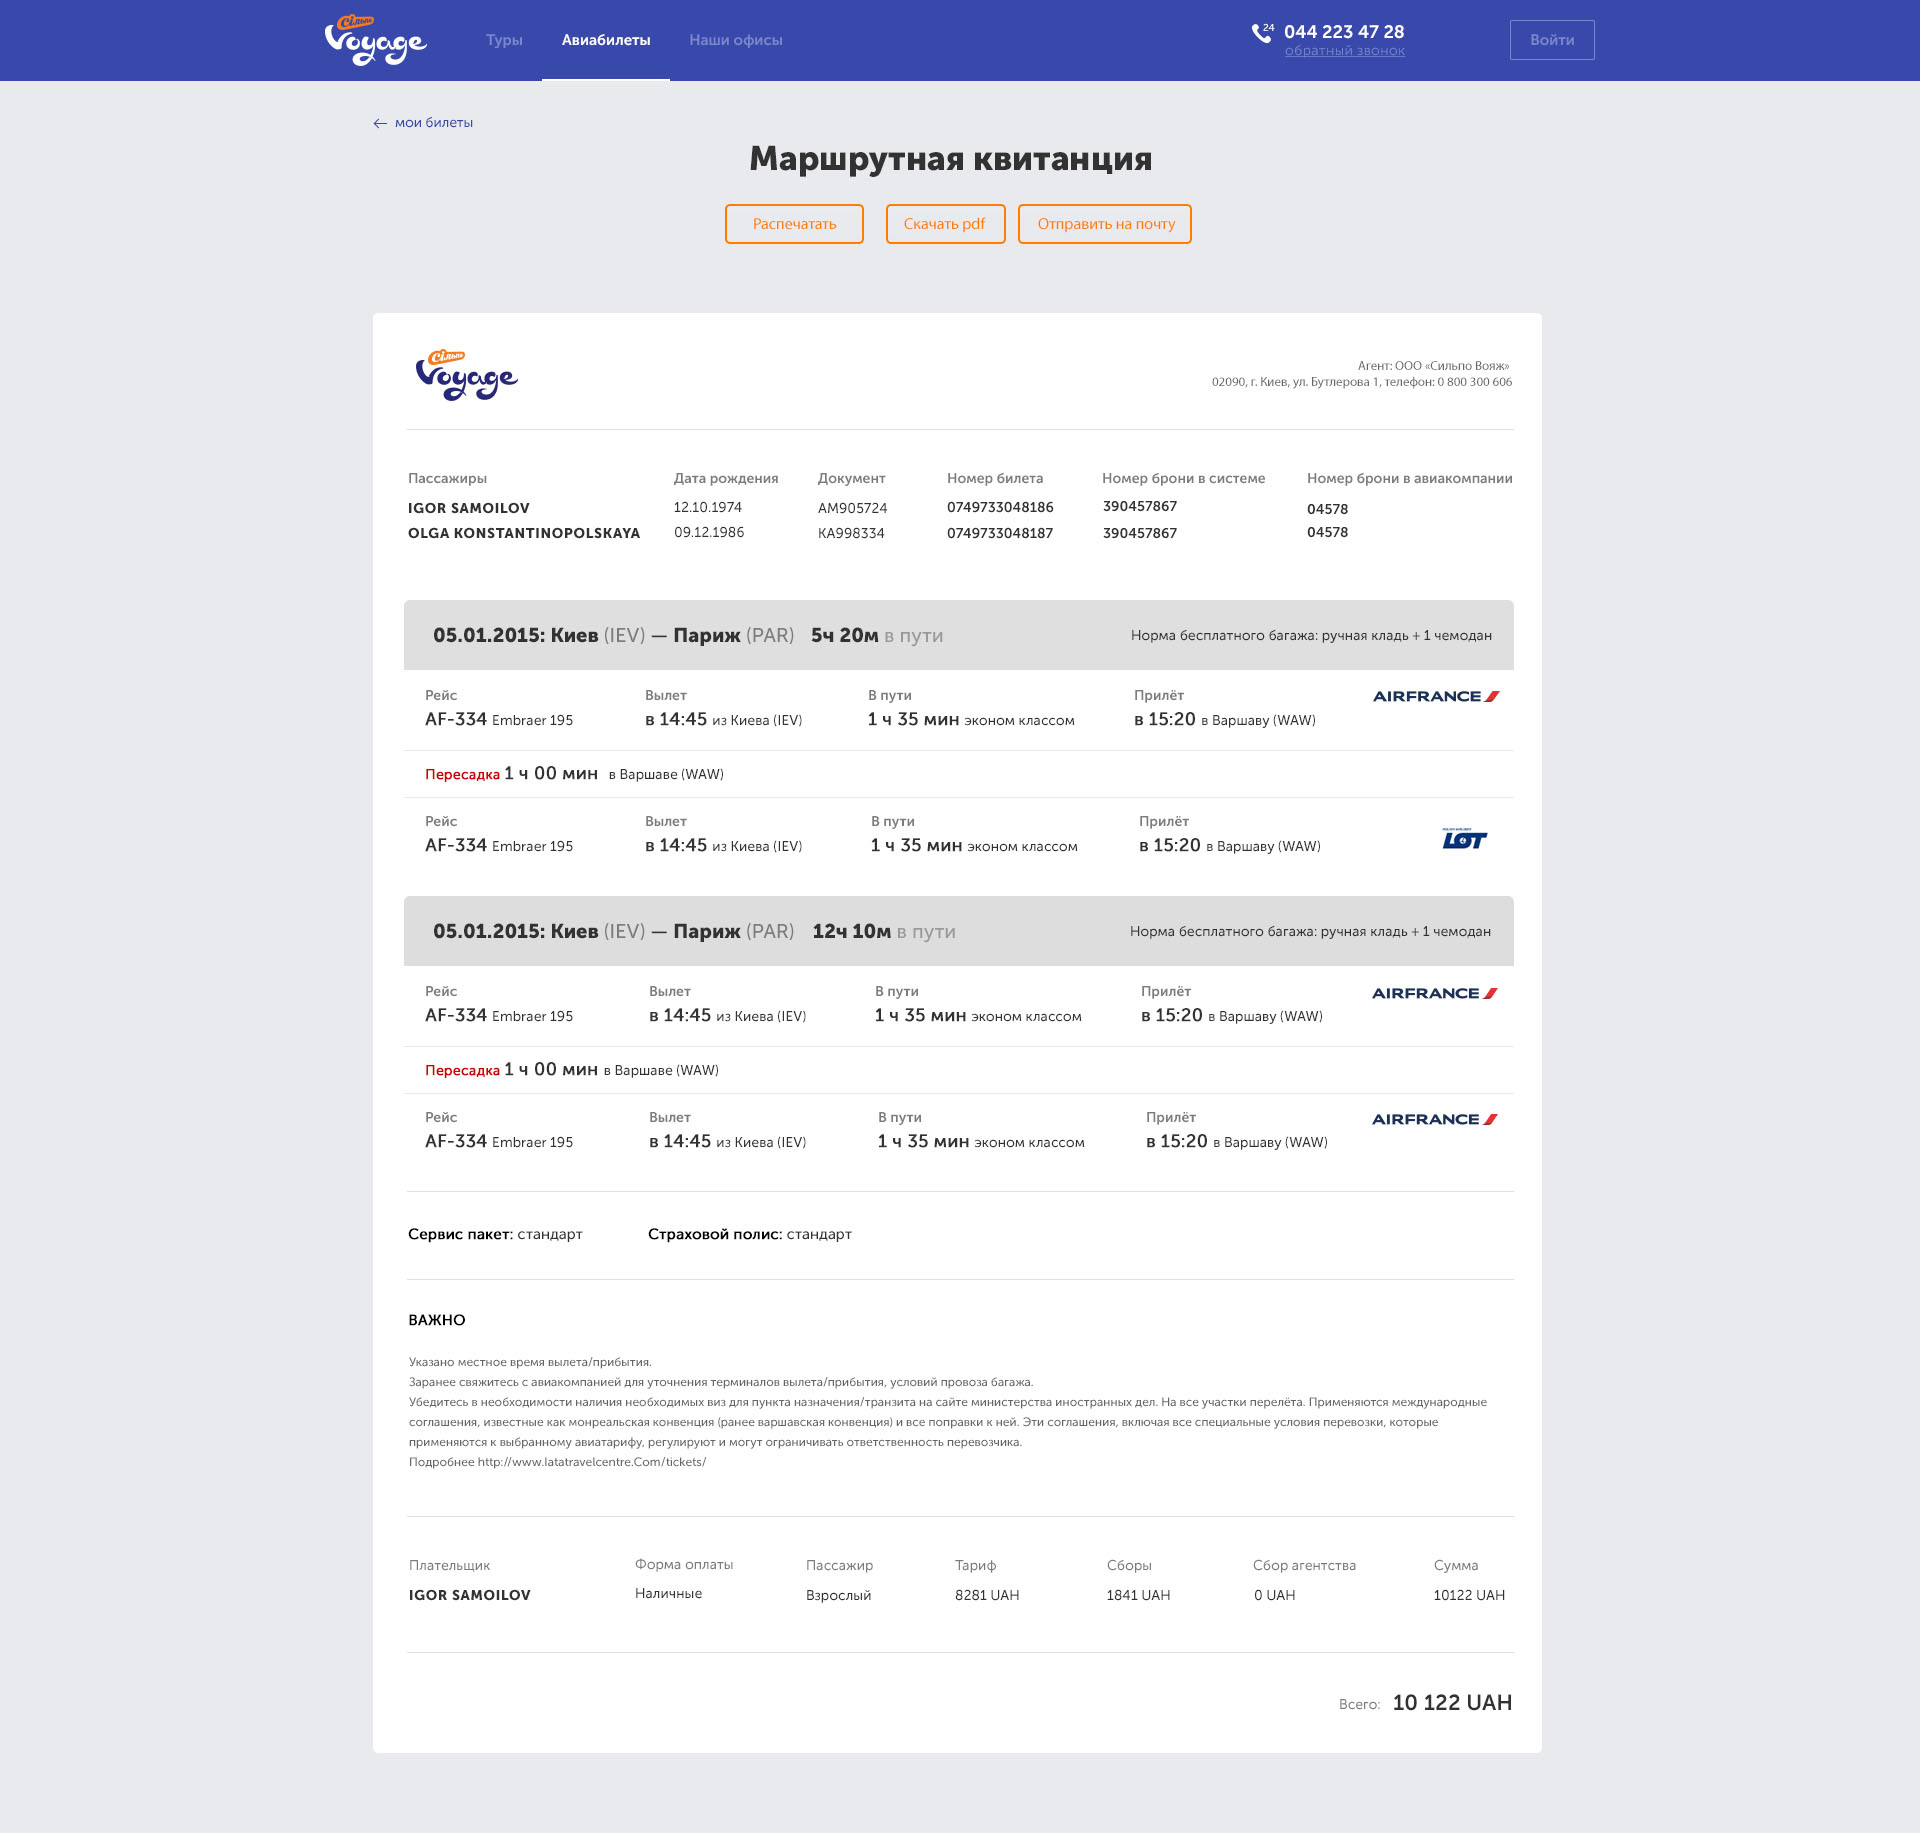 Сільпо
Voyage
Туры Авиабилеты Наши офисы
24 044 223 47 28
обратный звонок
Войти
← мои билеты
Маршрутная квитанция
Распечатать Скачать pdf Отправить на почту
Сільпо
Voyage
Агент: ООО «Сильпо Вояж»
02090, г. Киев, ул. Бутлерова 1, телефон: 0 800 300 606
Пассажиры Дата рождения Документ Номер билета Номер брони в системе Номер брони в авиакомпании
IGOR SAMOILOV 12.10.1974 AM905724 0749733048186 390457867 04578
OLGA KONSTANTINOPOLSKAYA 09.12.1986 KA998334 0749733048187 390457867 04578
05.01.2015: Киев (IEV) — Париж (PAR) 5ч 20м в пути Норма бесплатного багажа: ручная кладь + 1 чемодан
Рейс Вылет В пути Прилёт AIRFRANCE
AF-334 Embraer 195 в 14:45 из Киева (IEV) 1 ч 35 мин эконом классом в 15:20 в Варшаву (WAW)
Пересадка 1 ч 00 мин в Варшаве (WAW)
Рейс Вылет В пути Прилёт
AF-334 Embraer 195 в 14:45 из Киева (IEV) 1 ч 35 мин эконом классом в 15:20 в Варшаву (WAW) LOT
05.01.2015: Киев (IEV) — Париж (PAR) 12ч 10м в пути Норма бесплатного багажа: ручная кладь + 1 чемодан
Рейс Вылет В пути Прилёт AIRFRANCE
AF-334 Embraer 195 в 14:45 из Киева (IEV) 1 ч 35 мин эконом классом в 15:20 в Варшаву (WAW)
Пересадка 1 ч 00 мин в Варшаве (WAW)
Рейс Вылет В пути Прилёт AIRFRANCE
AF-334 Embraer 195 в 14:45 из Киева (IEV) 1 ч 35 мин эконом классом в 15:20 в Варшаву (WAW)
Сервис пакет: стандарт Страховой полис: стандарт
ВАЖНО
Указано местное время вылета/прибытия.
Заранее свяжитесь с авиакомпанией для уточнения терминалов вылета/прибытия, условий провоза багажа.
Убедитесь в необходимости наличия необходимых виз для пункта назначения/транзита на сайте министерства иностранных дел. На все участки перелёта. Применяются международные
соглашения, известные как монреальская конвенция (ранее варшавская конвенция) и все поправки к ней. Эти соглашения, включая все специальные условия перевозки, которые
применяются к выбранному авиатарифу, регулируют и могут ограничивать ответственность перевозчика.
Подробнее http://www.Iatatravelcentre.Com/tickets/
Плательщик Форма оплаты Пассажир Тариф Сборы Сбор агентства Сумма
IGOR SAMOILOV Наличные Взрослый 8281 UAH 1841 UAH 0 UAH 10122 UAH
Всего: 10 122 UAH